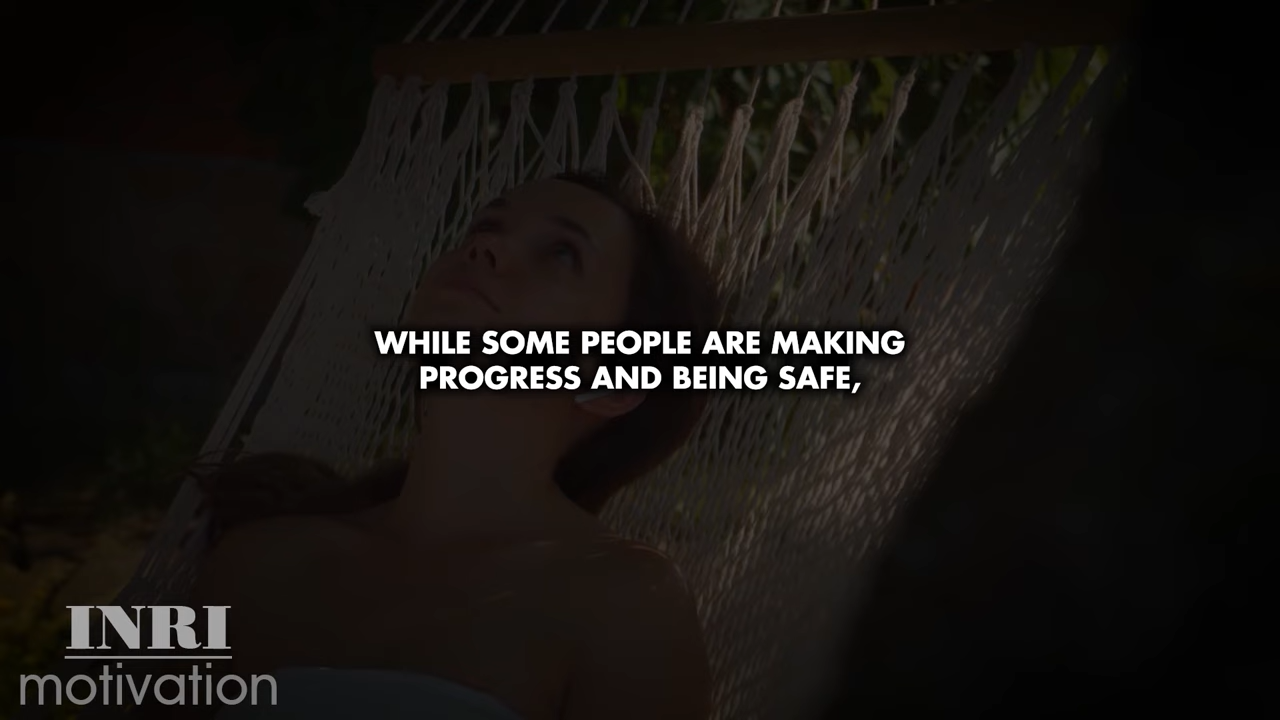 WHILE SOME PEOPLE ARE MAKING
PROGRESS AND BEING SAFE,
INRI
motivation